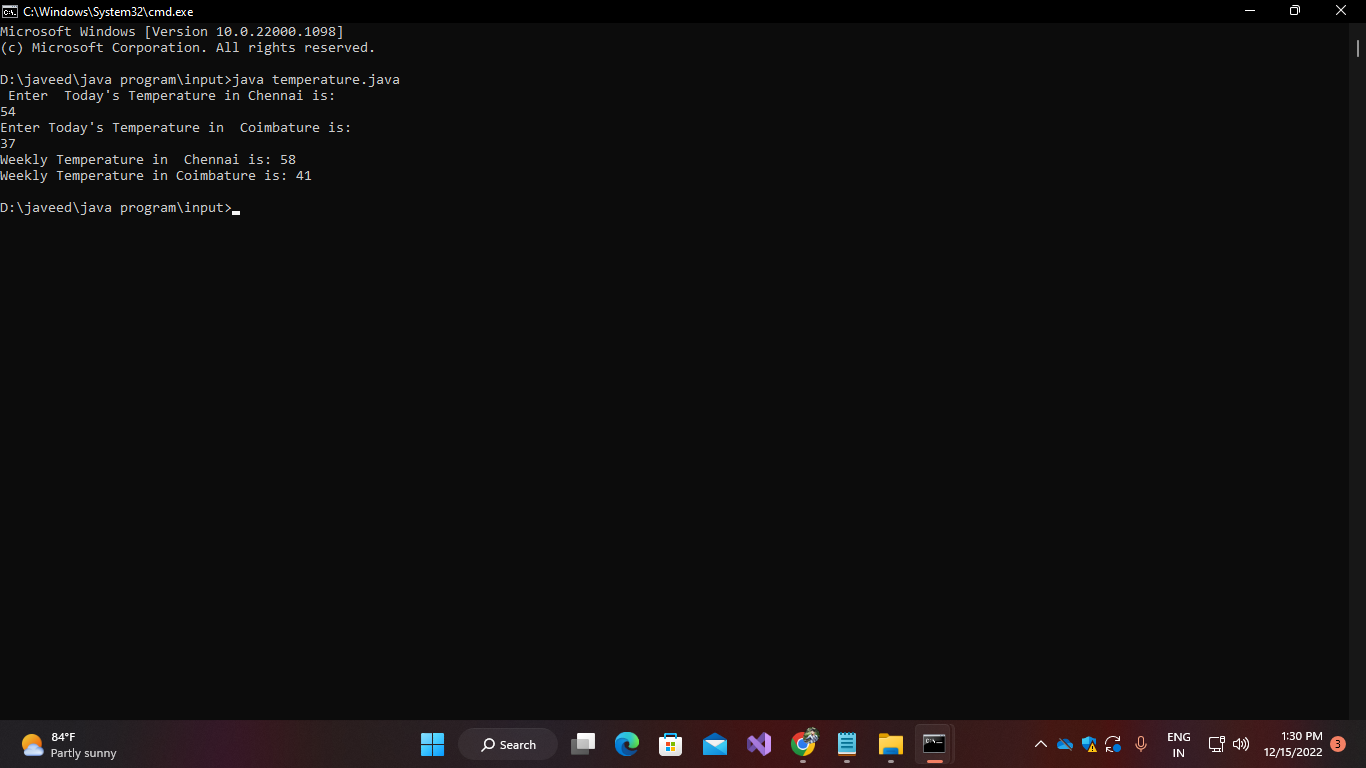 C:\Windows\System32\cmd.exe
Microsoft Windows [Version 10.0.22000.1098]
(c) Microsoft Corporation. All rights reserved.
D:\javeed\java program\input>java temperature.java
 Enter  Today's Temperature in Chennai is:
54
Enter Today's Temperature in  Coimbature is:
37
Weekly Temperature in  Chennai is: 58
Weekly Temperature in Coimbature is: 41
D:\javeed\java program\input>
84°F
Partly sunny
Search
ENG
IN
1:30 PM
12/15/2022
3